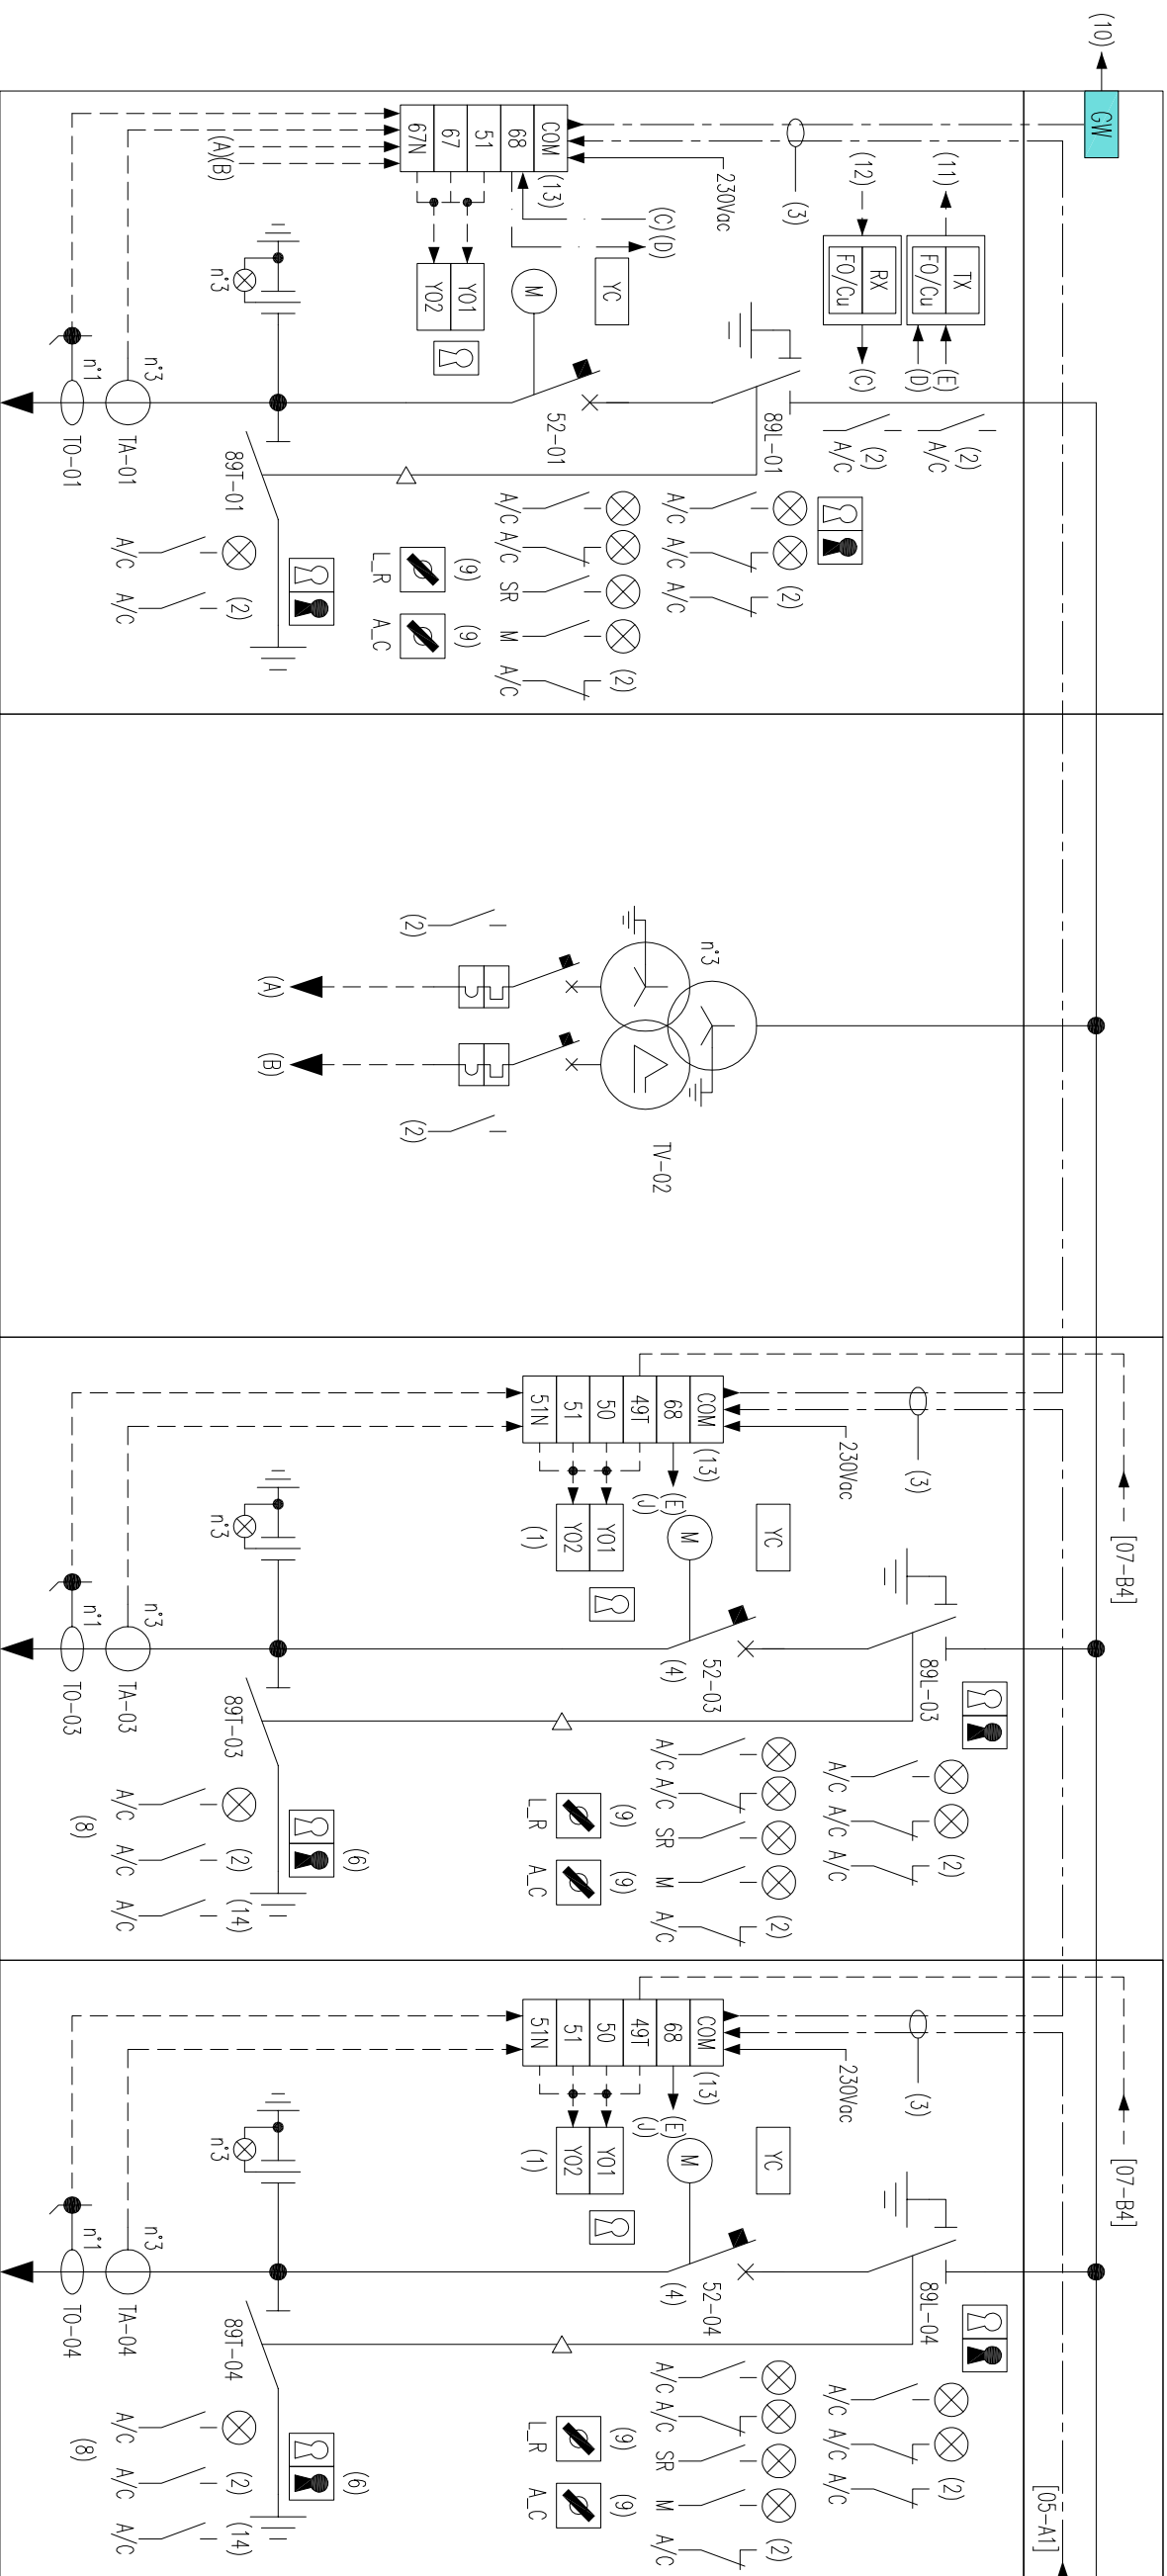 (10)
GW
(3)
230Vac
(11)
TX
FO/Cu
(E)
(D)
(12)
RX
FO/Cu
(C)
(2)
A/C
(2)
A/C
COM
68
51
67
67N
(13)
(C)
(D)
(A)(B)
YO1
YO2
YC
M
52-01
89L-01
A/C
A/C
A/C
(2)
A/C
A/C
SR
M
A/C
(2)
(9)
L_R
(9)
A_C
n°3
89T-01
A/C
A/C
(2)
n°3
TA-01
n°1
TO-01
n°3
TV-02
(2)
(A)
(B)
(2)
[07-B4]
(3)
230Vac
COM
68
49T
50
51
51N
(13)
(E)
(J)
YO1
YO2
(1)
YC
M
52-03
(4)
89L-03
A/C
A/C
A/C
(2)
A/C
A/C
SR
M
A/C
(2)
(9)
L_R
(9)
A_C
n°3
89T-03
(6)
A/C
A/C
A/C
(2)
(14)
(8)
n°3
TA-03
n°1
TO-03
[07-B4]
[05-A1]
(3)
230Vac
COM
68
49T
50
51
51N
(13)
(E)
(J)
YO1
YO2
(1)
YC
M
52-04
(4)
89L-04
A/C
A/C
A/C
(2)
A/C
A/C
SR
M
A/C
(2)
(9)
L_R
(9)
A_C
n°3
89T-04
(6)
A/C
A/C
A/C
(2)
(14)
(8)
n°3
TA-04
n°1
TO-04